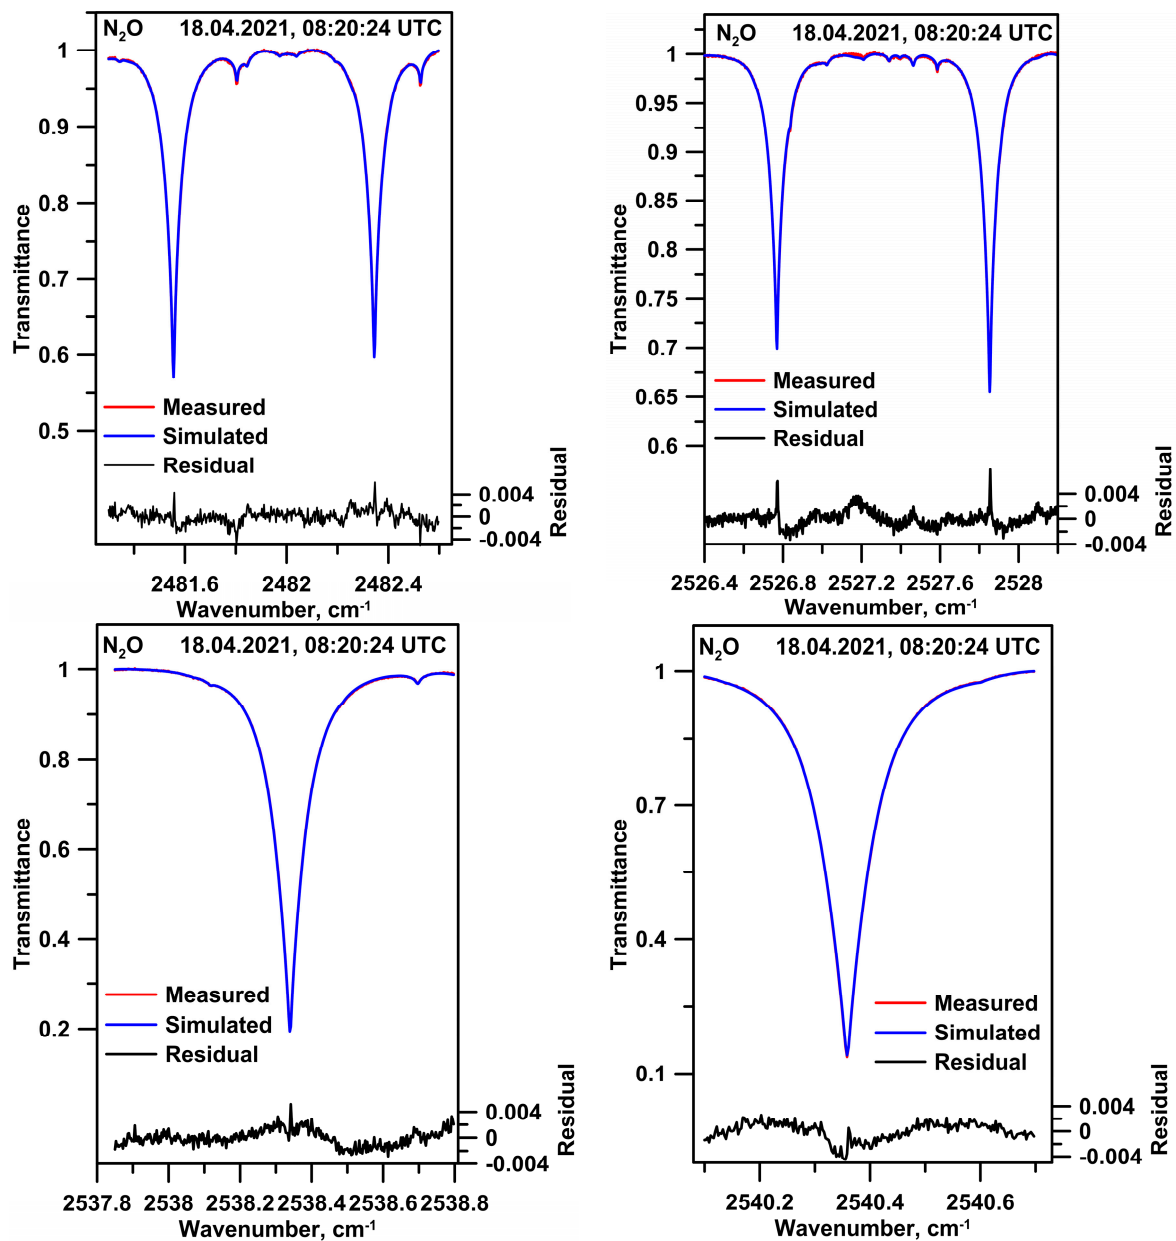 N₂O 18.04.2021, 08:20:24 UTC
1
0.9
0.8
0.7
0.6
0.5
Transmittance
Measured
Simulated
Residual
0.004
0
-0.004
Residual
2481.6 2482 2482.4
Wavenumber, cm⁻¹
N₂O 18.04.2021, 08:20:24 UTC
1
0.95
0.9
0.85
0.8
0.75
0.7
0.65
0.6
Transmittance
Measured
Simulated
Residual
0.004
0
-0.004
Residual
2526.4 2526.8 2527.2 2527.6 2528
Wavenumber, cm⁻¹
N₂O 18.04.2021, 08:20:24 UTC
1
0.8
0.6
0.4
0.2
Transmittance
Measured
Simulated
Residual
0.004
0
-0.004
Residual
2537.8 2538 2538.2 2538.4 2538.6 2538.8
Wavenumber, cm⁻¹
N₂O 18.04.2021, 08:20:24 UTC
1
0.7
0.4
0.1
Transmittance
Measured
Simulated
Residual
0.004
0
-0.004
Residual
2540.2 2540.4 2540.6
Wavenumber, cm⁻¹